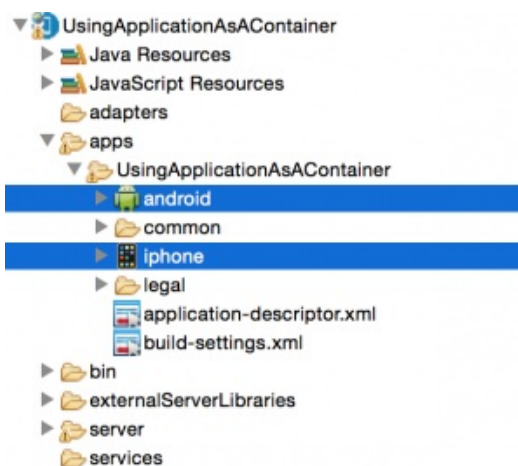 UsingApplicationAsAContainer
Java Resources
JavaScript Resources
adapters
apps
UsingApplicationAsAContainer
android
common
iphone
legal
application-descriptor.xml
build-settings.xml
bin
externalServerLibraries
server
services